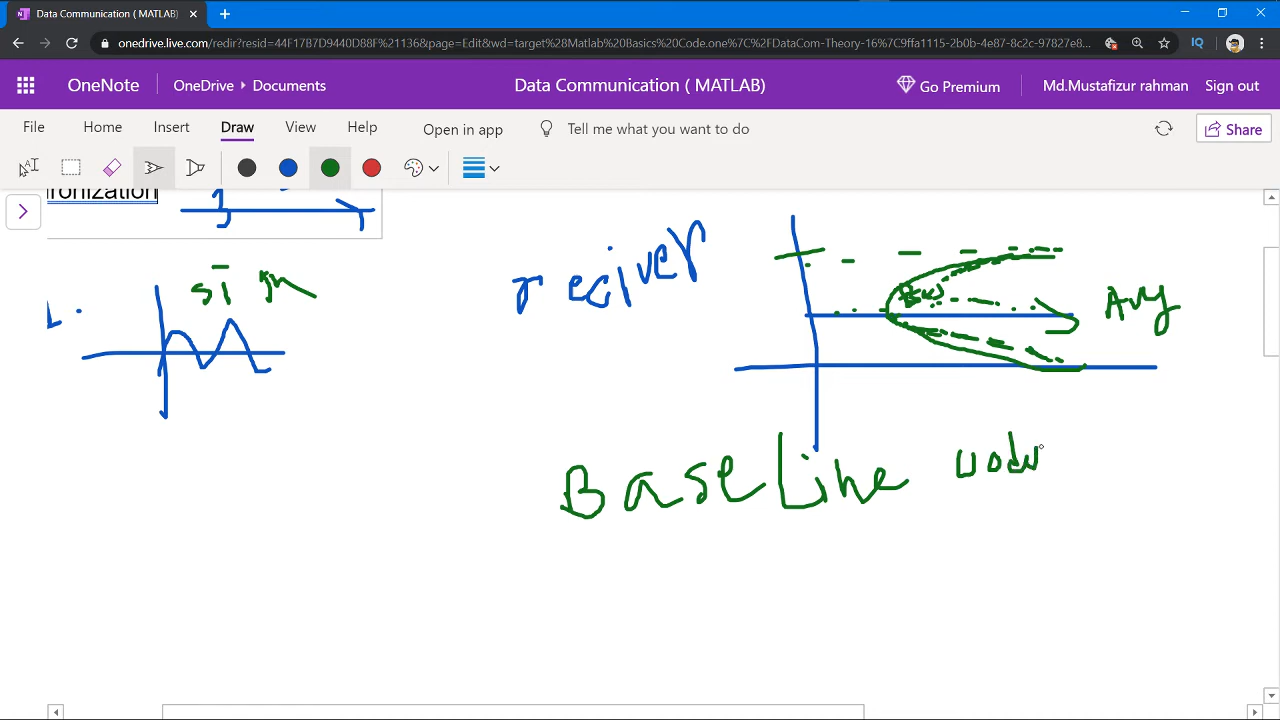 Data Communication (MATLAB)
onedrive.live.com/redir?resid=44F17B7D9440D88F%21136&page=Edit&wd=target%28Matlab%20Basics%20Code.one%7C%2FDataCom-Theory-16%7C9ffa1115-2b0b-4e87-8c2c-97827e8...
IQ
OneNote
OneDrive
Documents
Data Communication ( MATLAB)
Go Premium
Md.Mustafizur rahman
Sign out
File
Home
Insert
Draw
View
Help
Open in app
Tell me what you want to do
Share
ronization
reciver
Avg
BaseLine